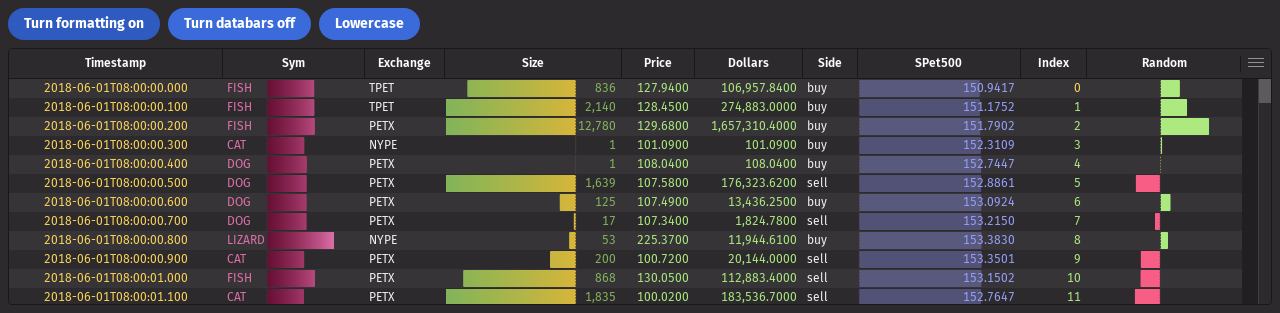 Turn formatting on Turn databars off Lowercase
Timestamp Sym Exchange Size Price Dollars Side SPet500 Index Random
2018-06-01T08:00:00.000 FISH TPET 836 127.9400 106,957.8400 buy 150.9417 0
2018-06-01T08:00:00.100 FISH TPET 2,140 128.4500 274,883.0000 buy 151.1752 1
2018-06-01T08:00:00.200 FISH PETX 12,780 129.6800 1,657,310.4000 buy 151.7902 2
2018-06-01T08:00:00.300 CAT NYPE 1 101.0900 101.0900 buy 152.3109 3
2018-06-01T08:00:00.400 DOG PETX 1 108.0400 108.0400 buy 152.7447 4
2018-06-01T08:00:00.500 DOG PETX 1,639 107.5800 176,323.6200 sell 152.8861 5
2018-06-01T08:00:00.600 DOG PETX 125 107.4900 13,436.2500 buy 153.0924 6
2018-06-01T08:00:00.700 DOG PETX 17 107.3400 1,824.7800 sell 153.2150 7
2018-06-01T08:00:00.800 LIZARD NYPE 53 225.3700 11,944.6100 buy 153.3830 8
2018-06-01T08:00:00.900 CAT PETX 200 100.7200 20,144.0000 sell 153.3501 9
2018-06-01T08:00:01.000 FISH PETX 868 130.0500 112,883.4000 sell 153.1502 10
2018-06-01T08:00:01.100 CAT PETX 1,835 100.0200 183,536.7000 sell 152.7647 11